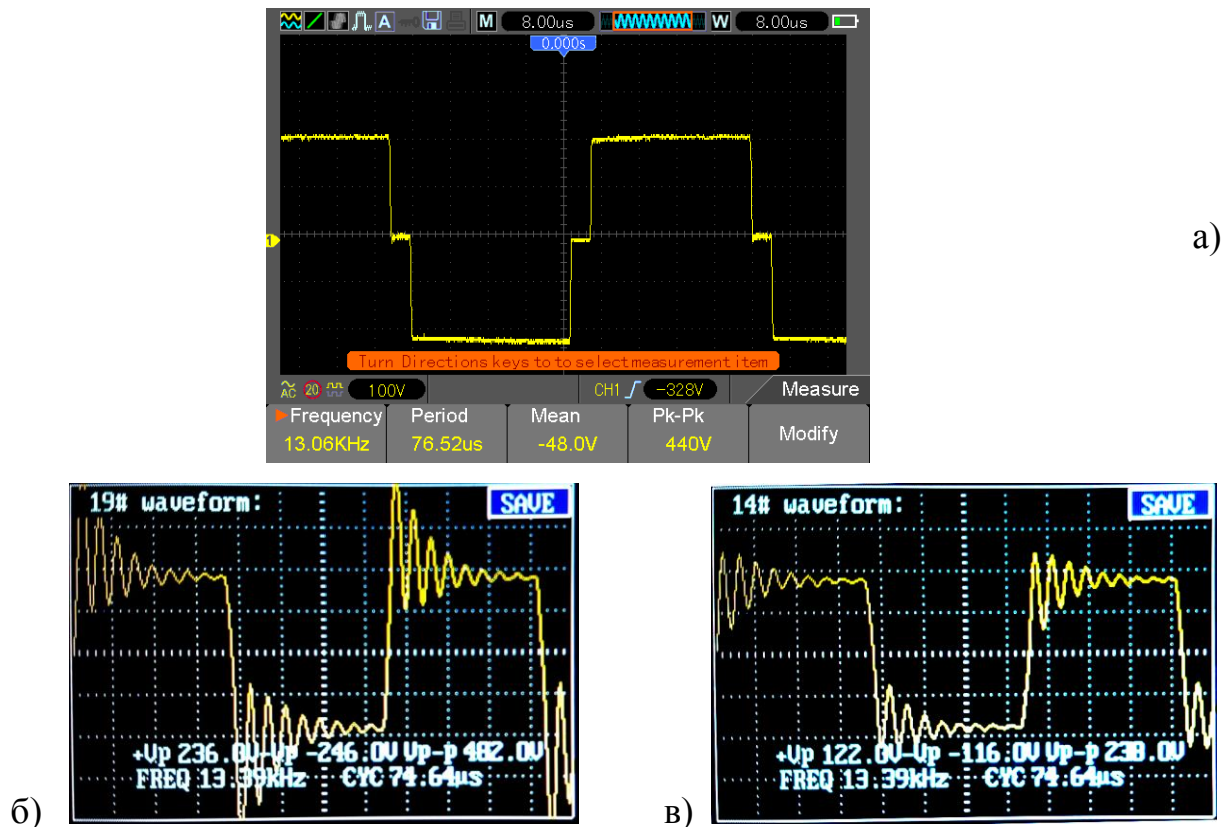 A M 8.00us W 8.00us
0.000s
1
а)
Turn Directions keys to to select measurement item
AC 20 100V CH1 -328V Measure
Frequency Period Mean Pk-Pk Modify
13.06KHz 76.52us -48.0V 440V
19# waveform: SAVE
+Vp 236.0V-Vp -246.0V Vp-p 482.0V
FREQ 13.39kHz CYC 74.64µs
б)
14# waveform: SAVE
+Vp 122.0V-Vp -116.0V Vp-p 238.0V
FREQ 13.39kHz CYC 74.64µs
в)